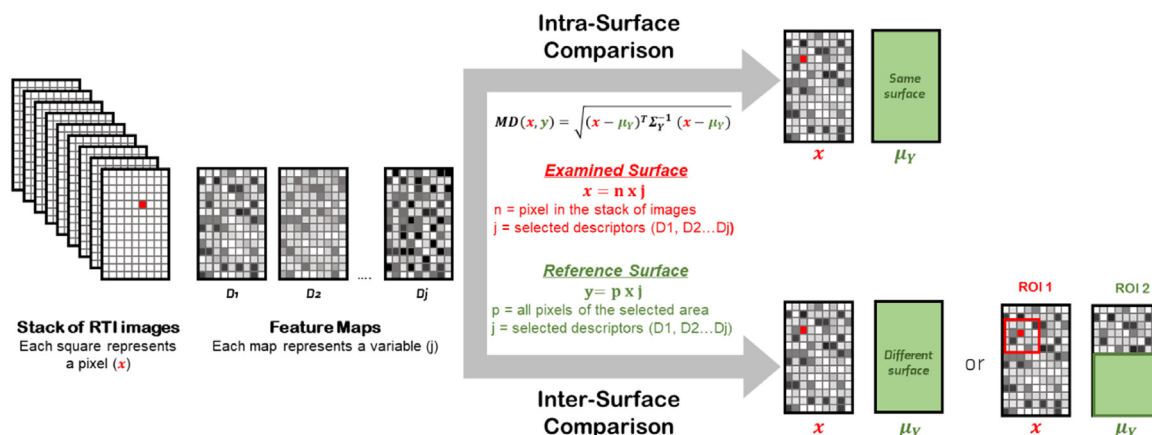 Intra-Surface
Comparison
Same
surface
x
μY
MD(x, y) = √(x − μY)ᵀ ΣY⁻¹ (x − μY)
Examined Surface
x = n x j
n = pixel in the stack of images
j = selected descriptors (D1, D2...Dj)
Reference Surface
y= p x j
p = all pixels of the selected area
j = selected descriptors (D1, D2...Dj)
D1
D2
....
Dj
Stack of RTI images
Each square represents
a pixel (x)
Feature Maps
Each map represents a variable (j)
Inter-Surface
Comparison
Different
surface
x
μY
or
ROI 1
ROI 2
x
μY